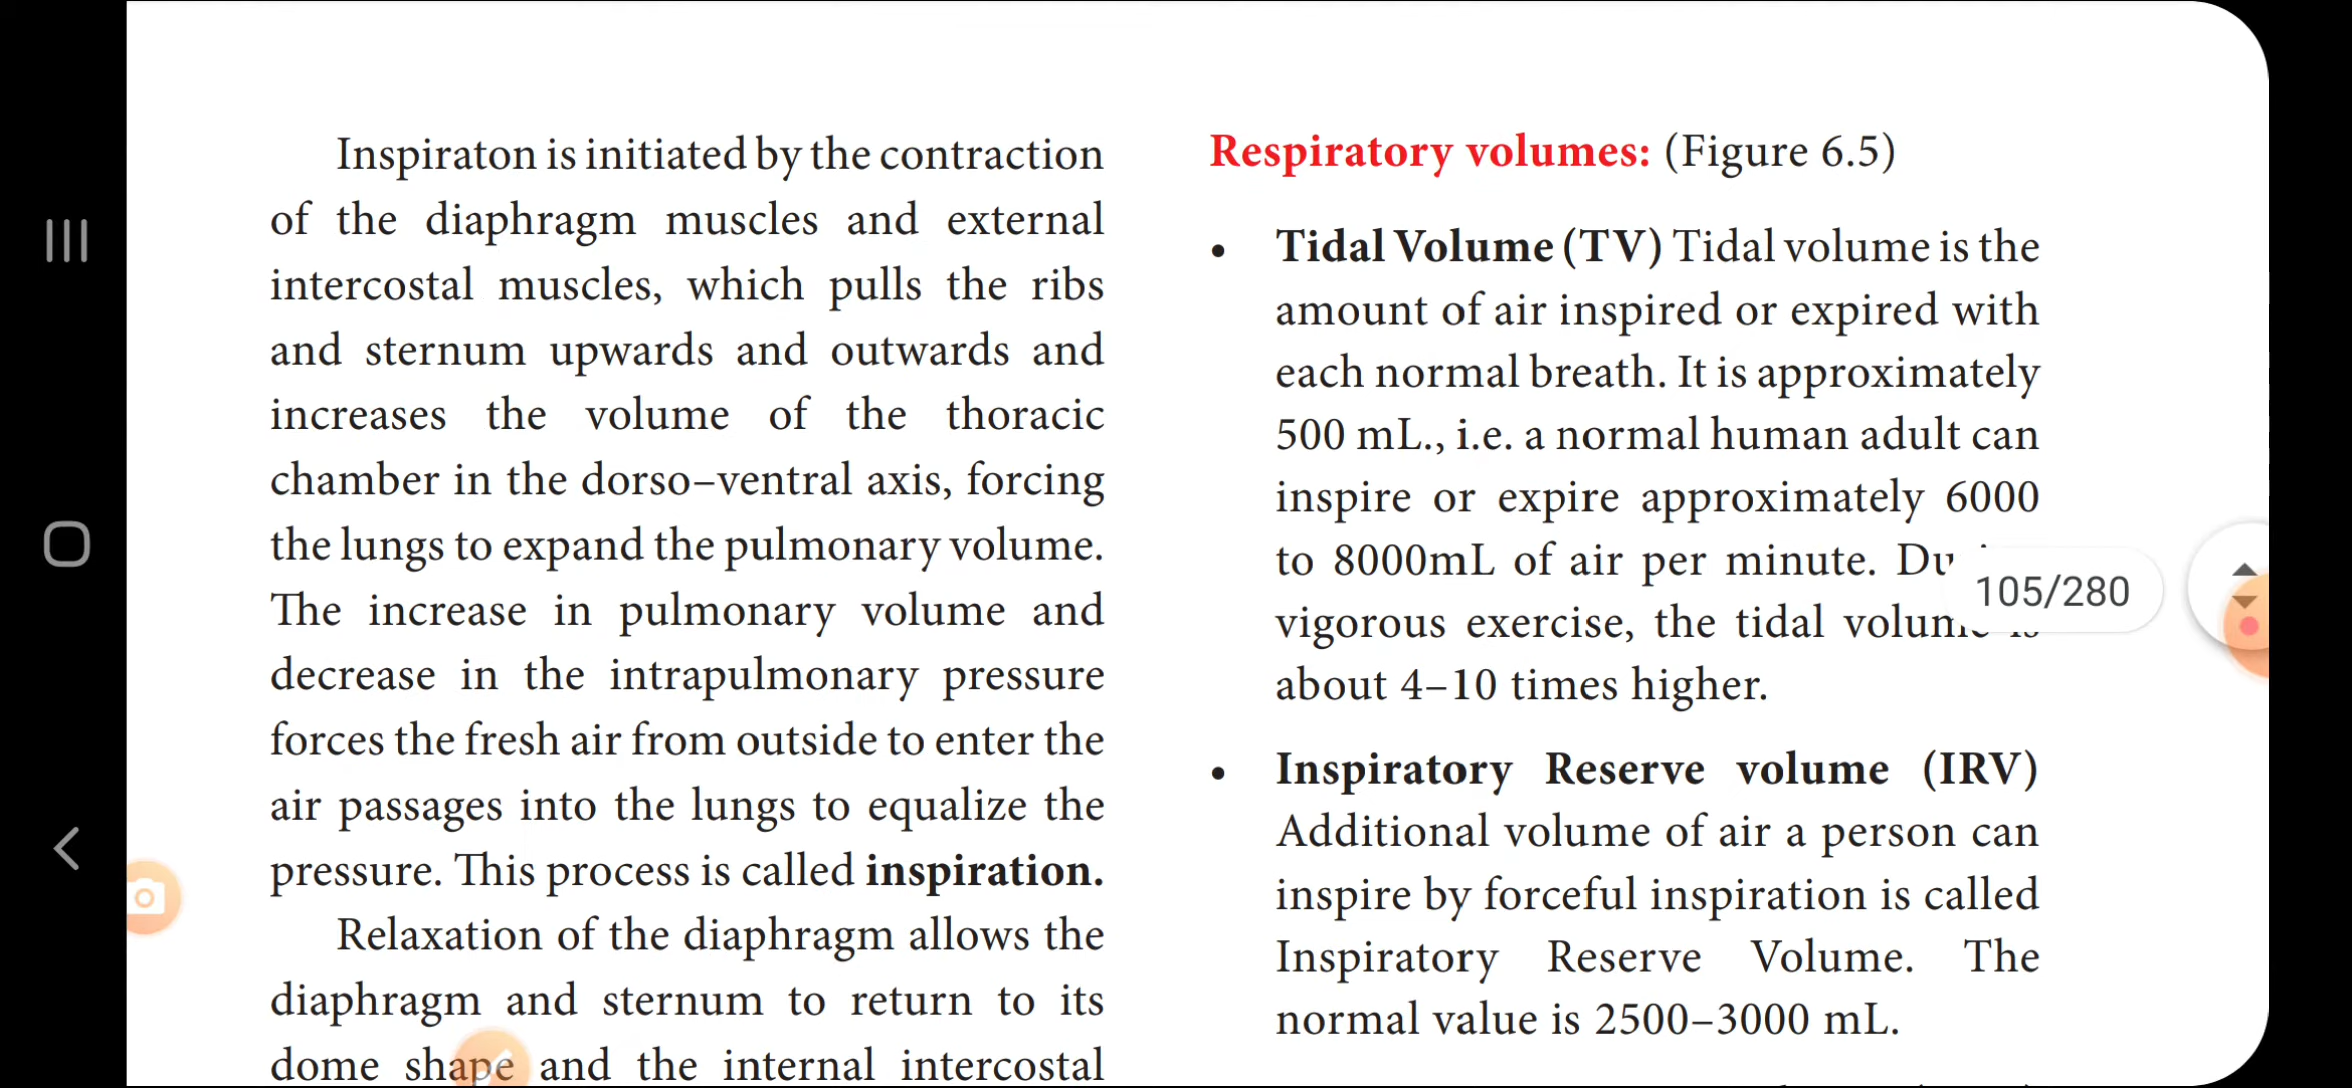 Inspiraton is initiated by the contraction
of the diaphragm muscles and external
intercostal muscles, which pulls the ribs
and sternum upwards and outwards and
increases the volume of the thoracic
chamber in the dorso–ventral axis, forcing
the lungs to expand the pulmonary volume.
The increase in pulmonary volume and
decrease in the intrapulmonary pressure
forces the fresh air from outside to enter the
air passages into the lungs to equalize the
pressure. This process is called inspiration.
Relaxation of the diaphragm allows the
diaphragm and sternum to return to its
dome shape and the internal intercostal
Respiratory volumes: (Figure 6.5)
• Tidal Volume (TV) Tidal volume is the
amount of air inspired or expired with
each normal breath. It is approximately
500 mL., i.e. a normal human adult can
inspire or expire approximately 6000
to 8000mL of air per minute.
vigorous exercise, the tidal volume is
about 4–10 times higher.
• Inspiratory Reserve volume (IRV)
Additional volume of air a person can
inspire by forceful inspiration is called
Inspiratory Reserve Volume. The
normal value is 2500–3000 mL.
105/280